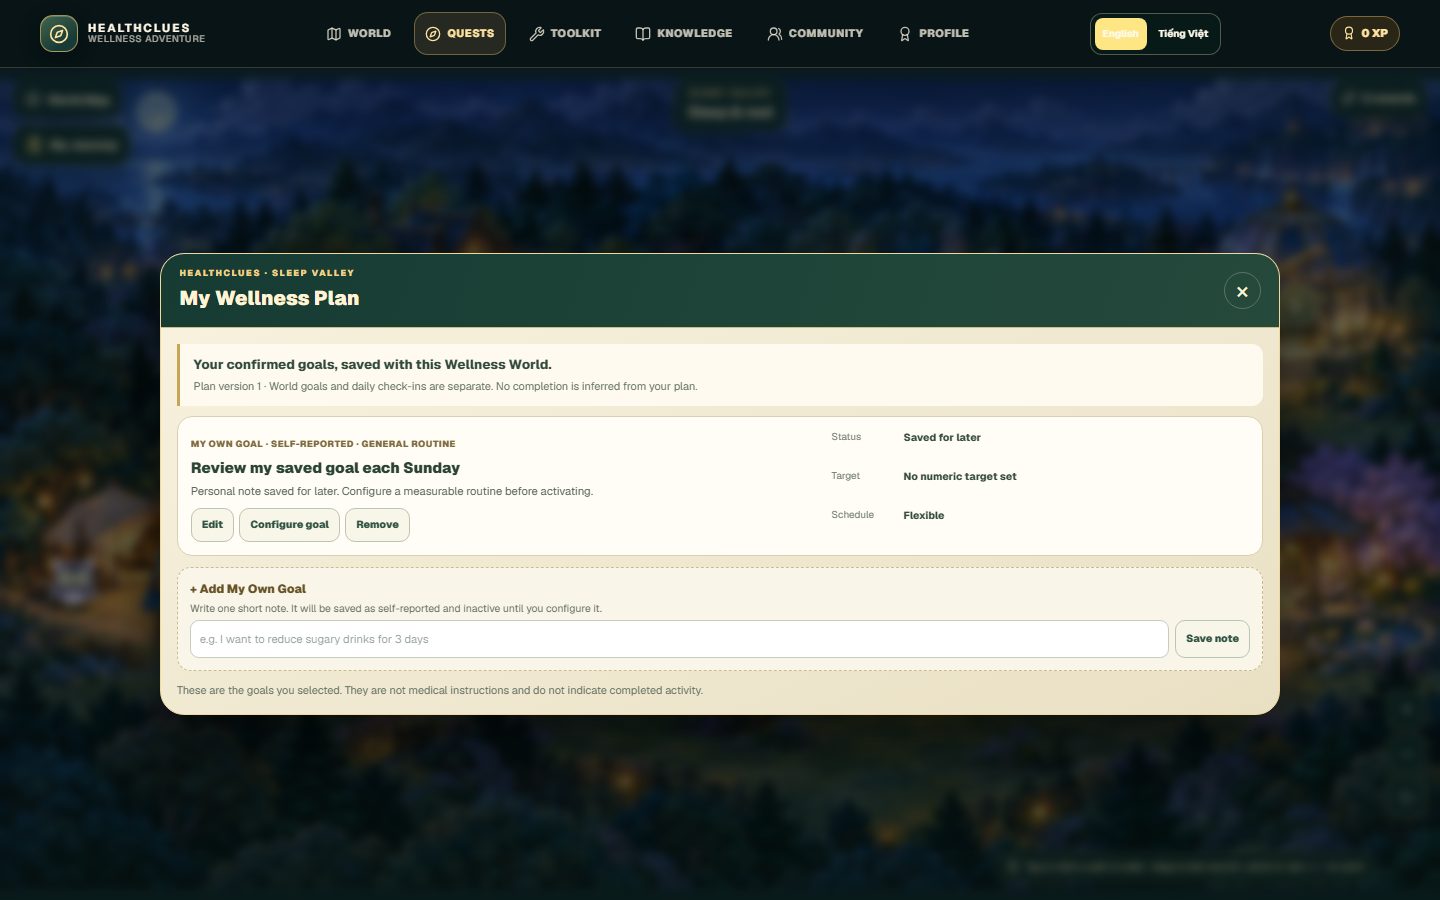 HEALTHCLUES
WELLNESS ADVENTURE
WORLD
QUESTS
TOOLKIT
KNOWLEDGE
COMMUNITY
PROFILE
English
Tiếng Việt
0 XP
HEALTHCLUES · SLEEP VALLEY
My Wellness Plan
Your confirmed goals, saved with this Wellness World.
Plan version 1 · World goals and daily check-ins are separate. No completion is inferred from your plan.
MY OWN GOAL · SELF-REPORTED · GENERAL ROUTINE
Review my saved goal each Sunday
Personal note saved for later. Configure a measurable routine before activating.
Edit
Configure goal
Remove
Status
Saved for later
Target
No numeric target set
Schedule
Flexible
+ Add My Own Goal
Write one short note. It will be saved as self-reported and inactive until you configure it.
e.g. I want to reduce sugary drinks for 3 days
Save note
These are the goals you selected. They are not medical instructions and do not indicate completed activity.